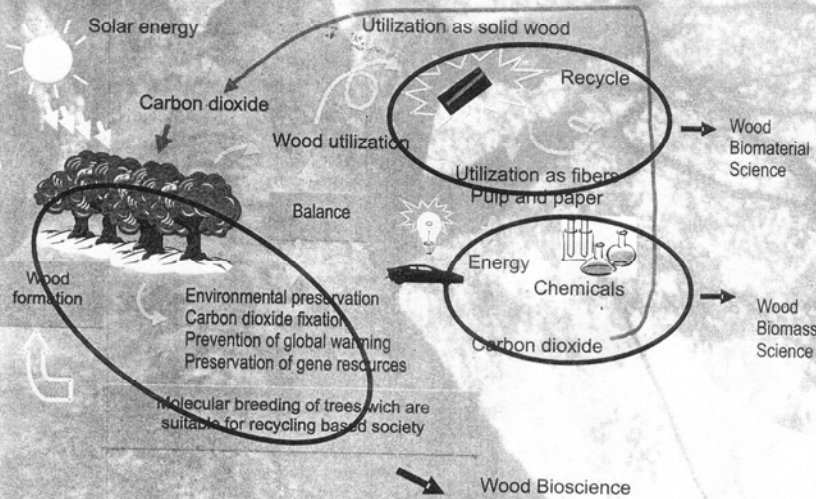 Solar energy
Utilization as solid wood
Carbon dioxide
Recycle
Wood utilization
Wood
Biomaterial
Science
Utilization as fibers
Pulp and paper
Balance
Energy
Chemicals
Wood
formation
Environmental preservation
Carbon dioxide fixation
Prevention of global warming
Preservation of gene resources
Wood
Biomass
Science
Carbon dioxide
Molecular breeding of trees wich are
suitable for recycling based society
Wood Bioscience